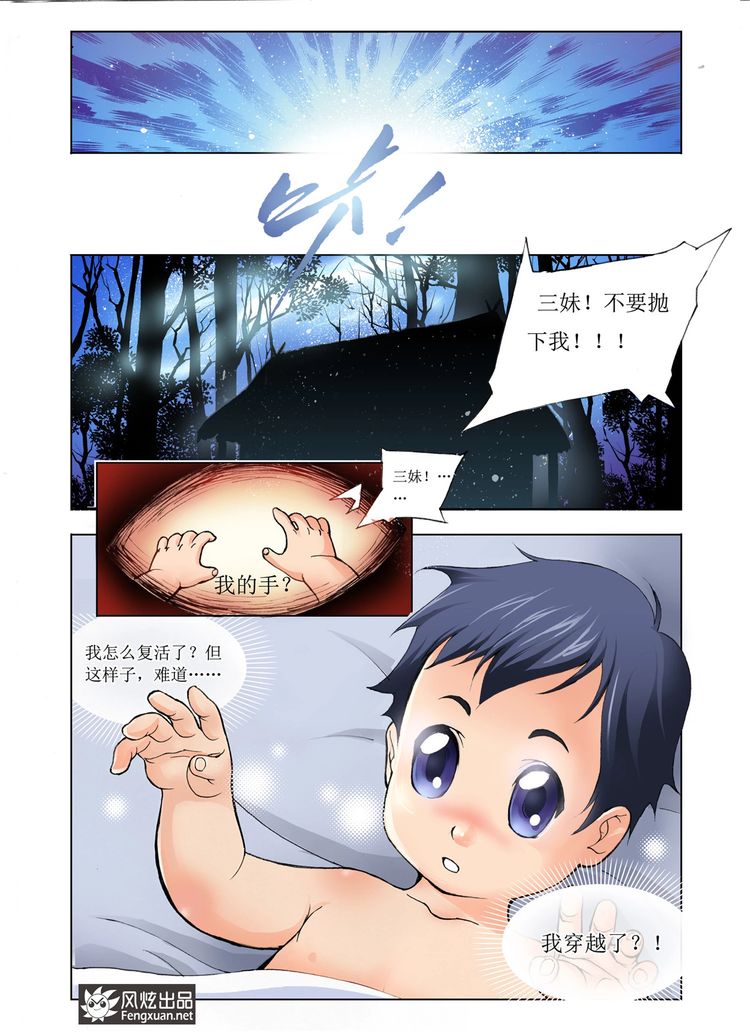 三妹！不要抛
下我！！！
三妹！…
……
我的手？
我怎么复活了？但
这样子，难道……
我穿越了？！
风炫出品
Fengxuan.net